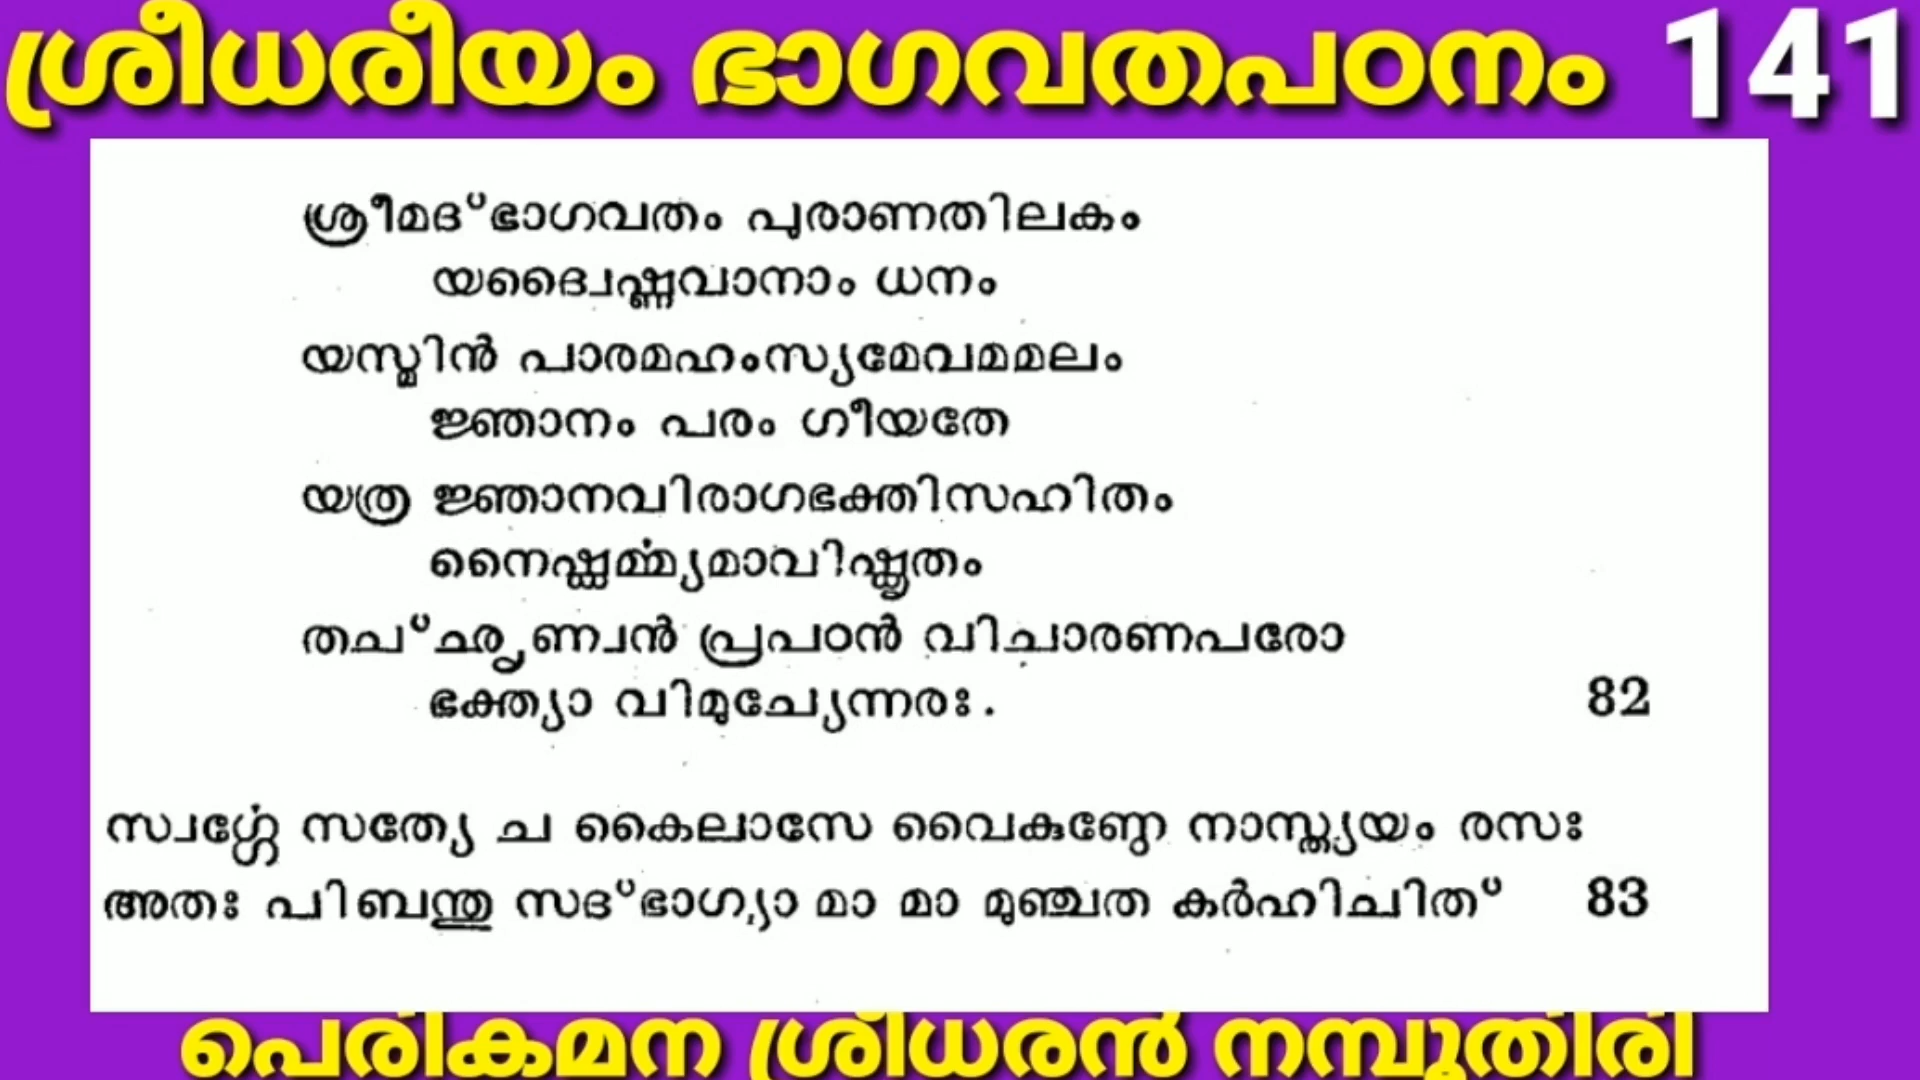 ശ്രീധരീയം ഭാഗവതപഠനം 141
ശ്രീമദ്ഭാഗവതം പുരാണതിലകം
യദ്വൈഷ്ണവാനാം ധനം
യസ്മിൻ പാരമഹംസ്യമേവമമലം
ജ്ഞാനം പരം ഗീയതേ
യത്ര ജ്ഞാനവിരാഗഭക്തിസഹിതം
നൈഷ്കൎമ്മ്യമാവിഷ്കൃതം
തച്ഛൃണ്വൻ പ്രപഠൻ വിചാരണപരോ
ഭക്ത്യാ വിമുച്യേന്നരഃ. 82
സ്വൎഗ്ഗേ സത്യേ ച കൈലാസേ വൈകുണ്ഠേ നാസ്ത്യയം രസഃ
അതഃ പിബന്തു സദ്ഭാഗ്യാ മാ മാ മുഞ്ചത കർഹിചിത് 83
പെരികമന ശ്രീധരൻ നമ്പൂതിരി